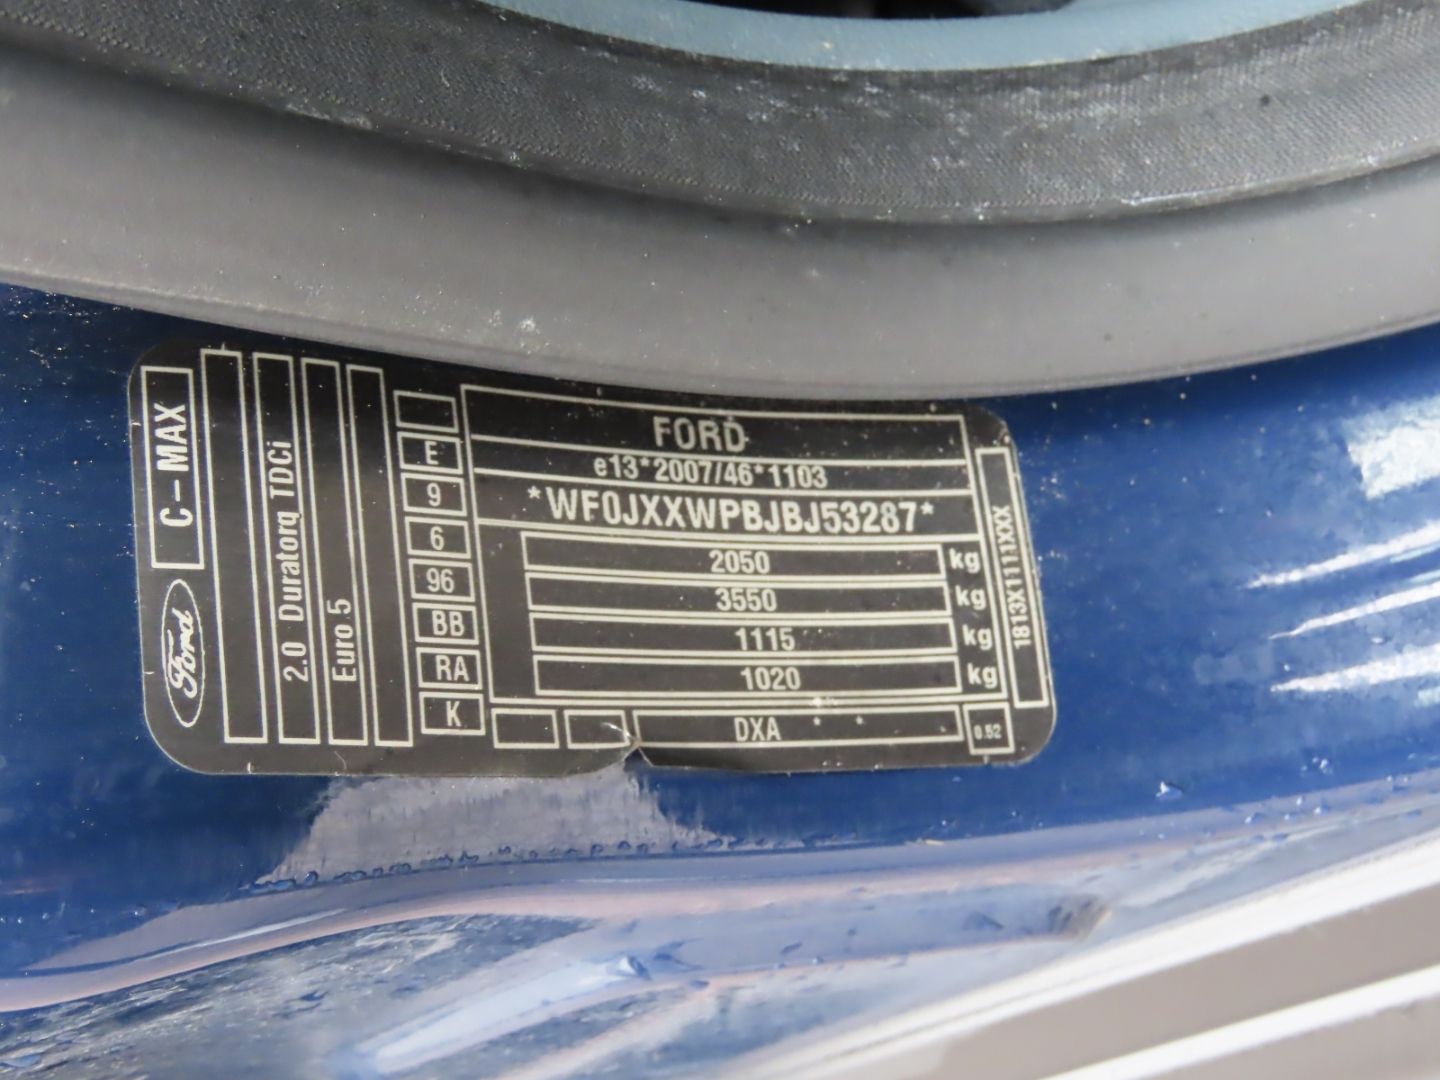 C-MAX
Ford
2.0 Duratorq TDCi
Euro 5
E
9
6
96
BB
RA
K
FORD
e13*2007/46*1103
*WF0JXXWPBJBJ53287*
2050 kg
3550 kg
1115 kg
1020 kg
DXA * *
0.52
1813X1111XXX